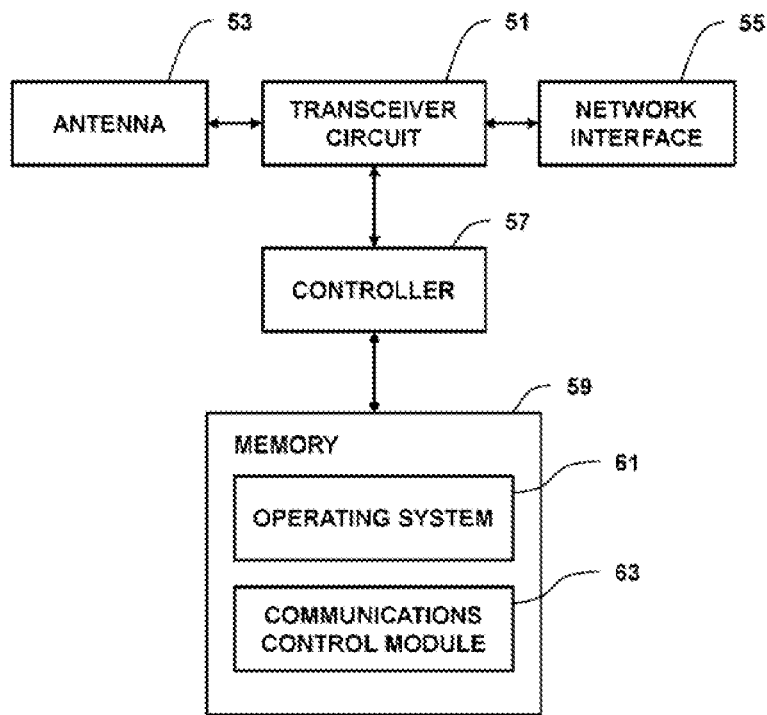 53
51
55
ANTENNA
TRANSCEIVER
CIRCUIT
NETWORK
INTERFACE
57
CONTROLLER
59
MEMORY
61
OPERATING SYSTEM
63
COMMUNICATIONS
CONTROL MODULE